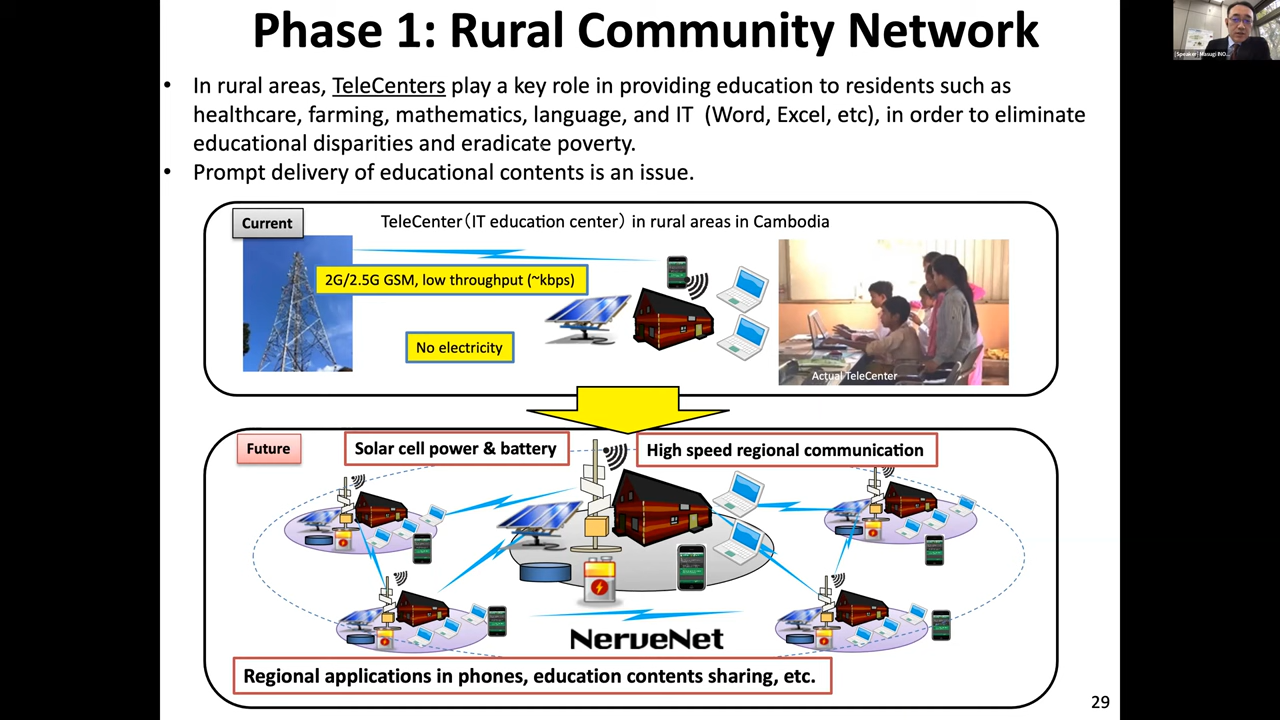 Phase 1: Rural Community Network
• In rural areas, TeleCenters play a key role in providing education to residents such as
healthcare, farming, mathematics, language, and IT (Word, Excel, etc), in order to eliminate
educational disparities and eradicate poverty.
• Prompt delivery of educational contents is an issue.
Current
TeleCenter(IT education center) in rural areas in Cambodia
2G/2.5G GSM, low throughput (~kbps)
No electricity
Actual TeleCenter
Future
Solar cell power & battery
High speed regional communication
NerveNet
Regional applications in phones, education contents sharing, etc.
29